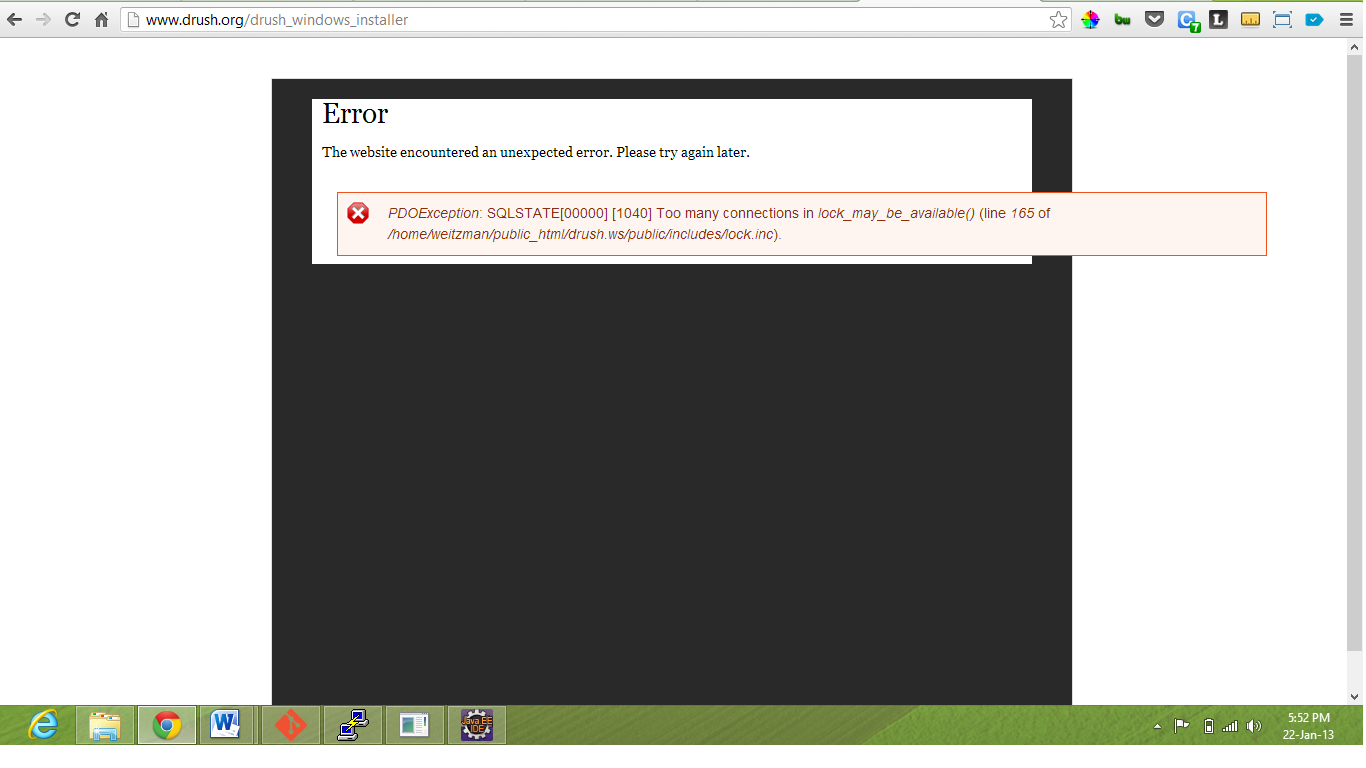 www.drush.org/drush_windows_installer
bw
C
7
L
Error
The website encountered an unexpected error. Please try again later.
PDOException: SQLSTATE[00000] [1040] Too many connections in lock_may_be_available() (line 165 of
/home/weitzman/public_html/drush.ws/public/includes/lock.inc).
W
Java EE
IDE
5:52 PM
22-Jan-13